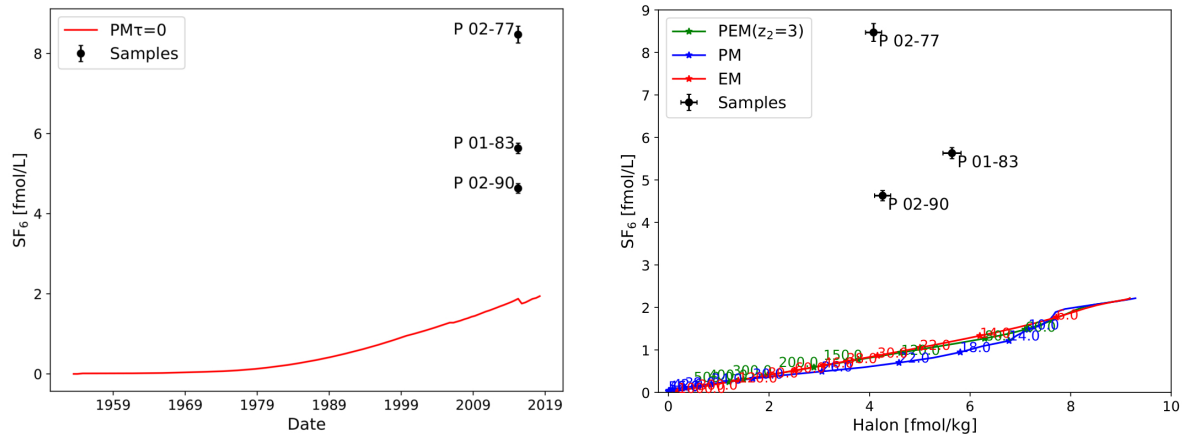 PMτ=0
Samples
P 02-77
P 01-83
P 02-90
SF6 [fmol/L]
8
6
4
2
0
1959 1969 1979 1989 1999 2009 2019
Date
PEM(z2=3)
PM
EM
Samples
P 02-77
P 01-83
P 02-90
SF6 [fmol/L]
9
8
7
6
5
4
3
2
1
0
200.0 150.0
18.0
14.0
22.0
0 2 4 6 8 10
Halon [fmol/kg]